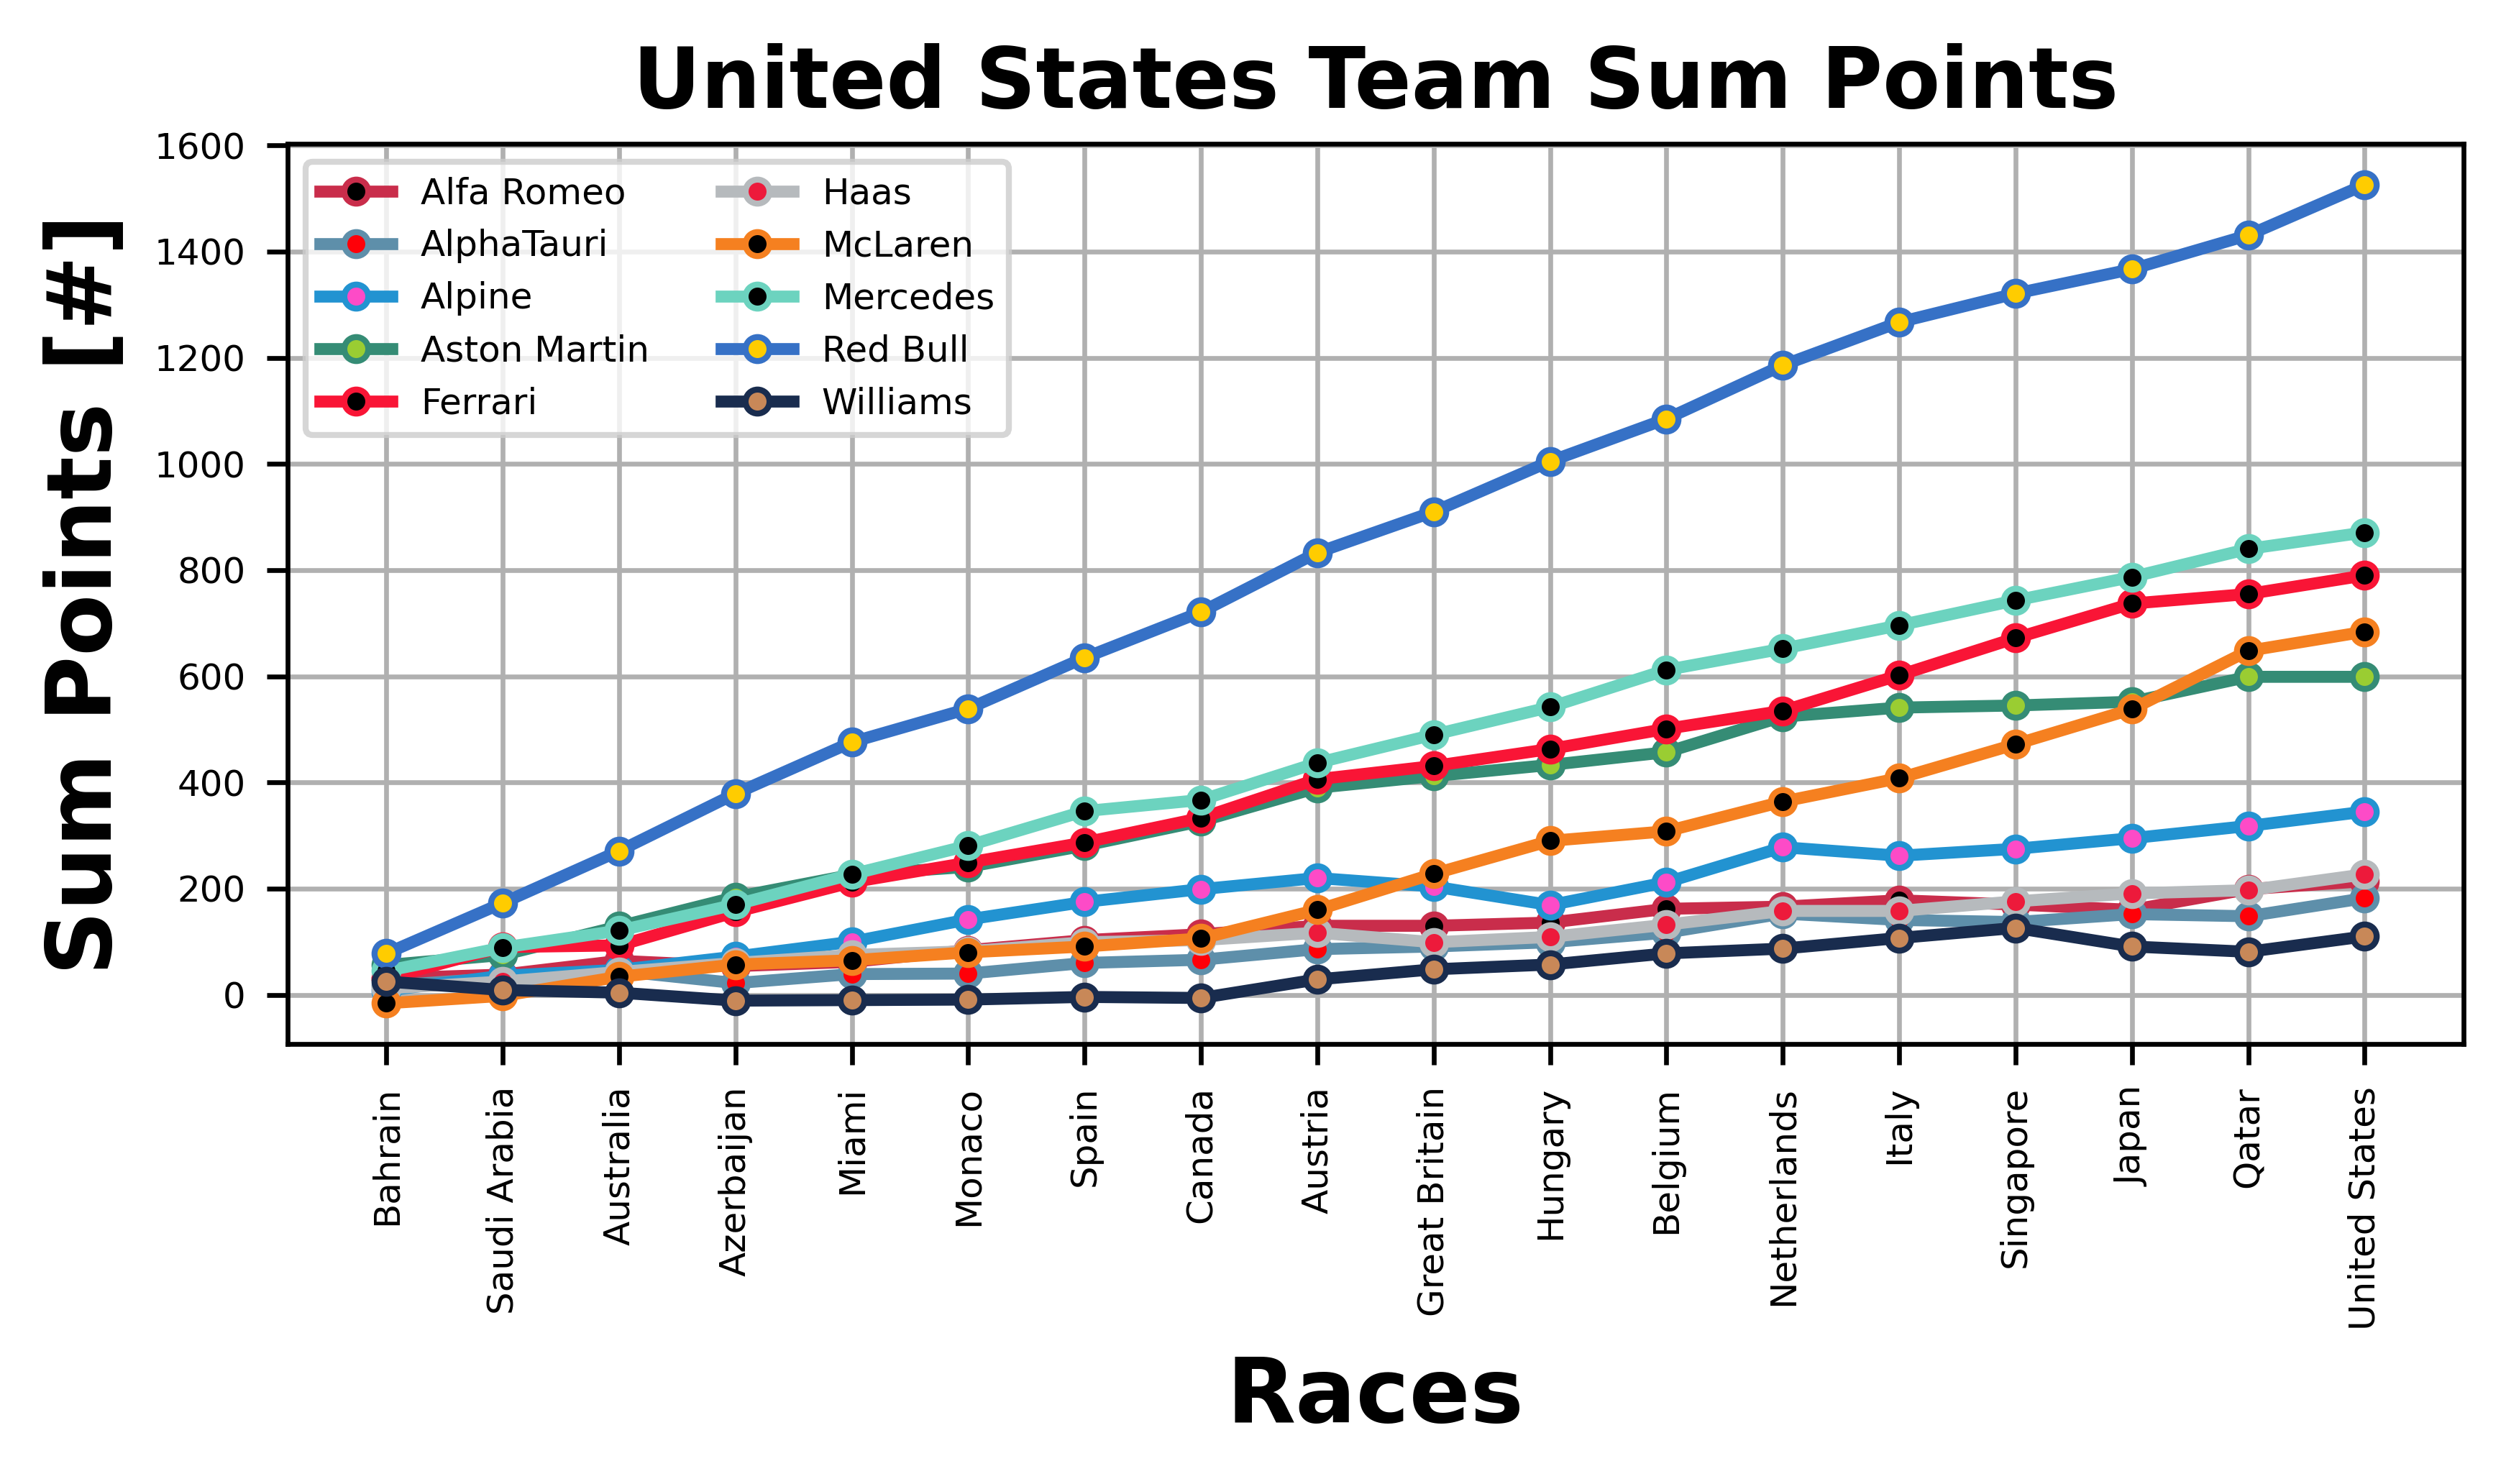 United States Team Sum Points
Sum Points [#]
1600
1400
1200
1000
800
600
400
200
0
Alfa Romeo
AlphaTauri
Alpine
Aston Martin
Ferrari
Haas
McLaren
Mercedes
Red Bull
Williams
Bahrain
Saudi Arabia
Australia
Azerbaijan
Miami
Monaco
Spain
Canada
Austria
Great Britain
Hungary
Belgium
Netherlands
Italy
Singapore
Japan
Qatar
United States
Races